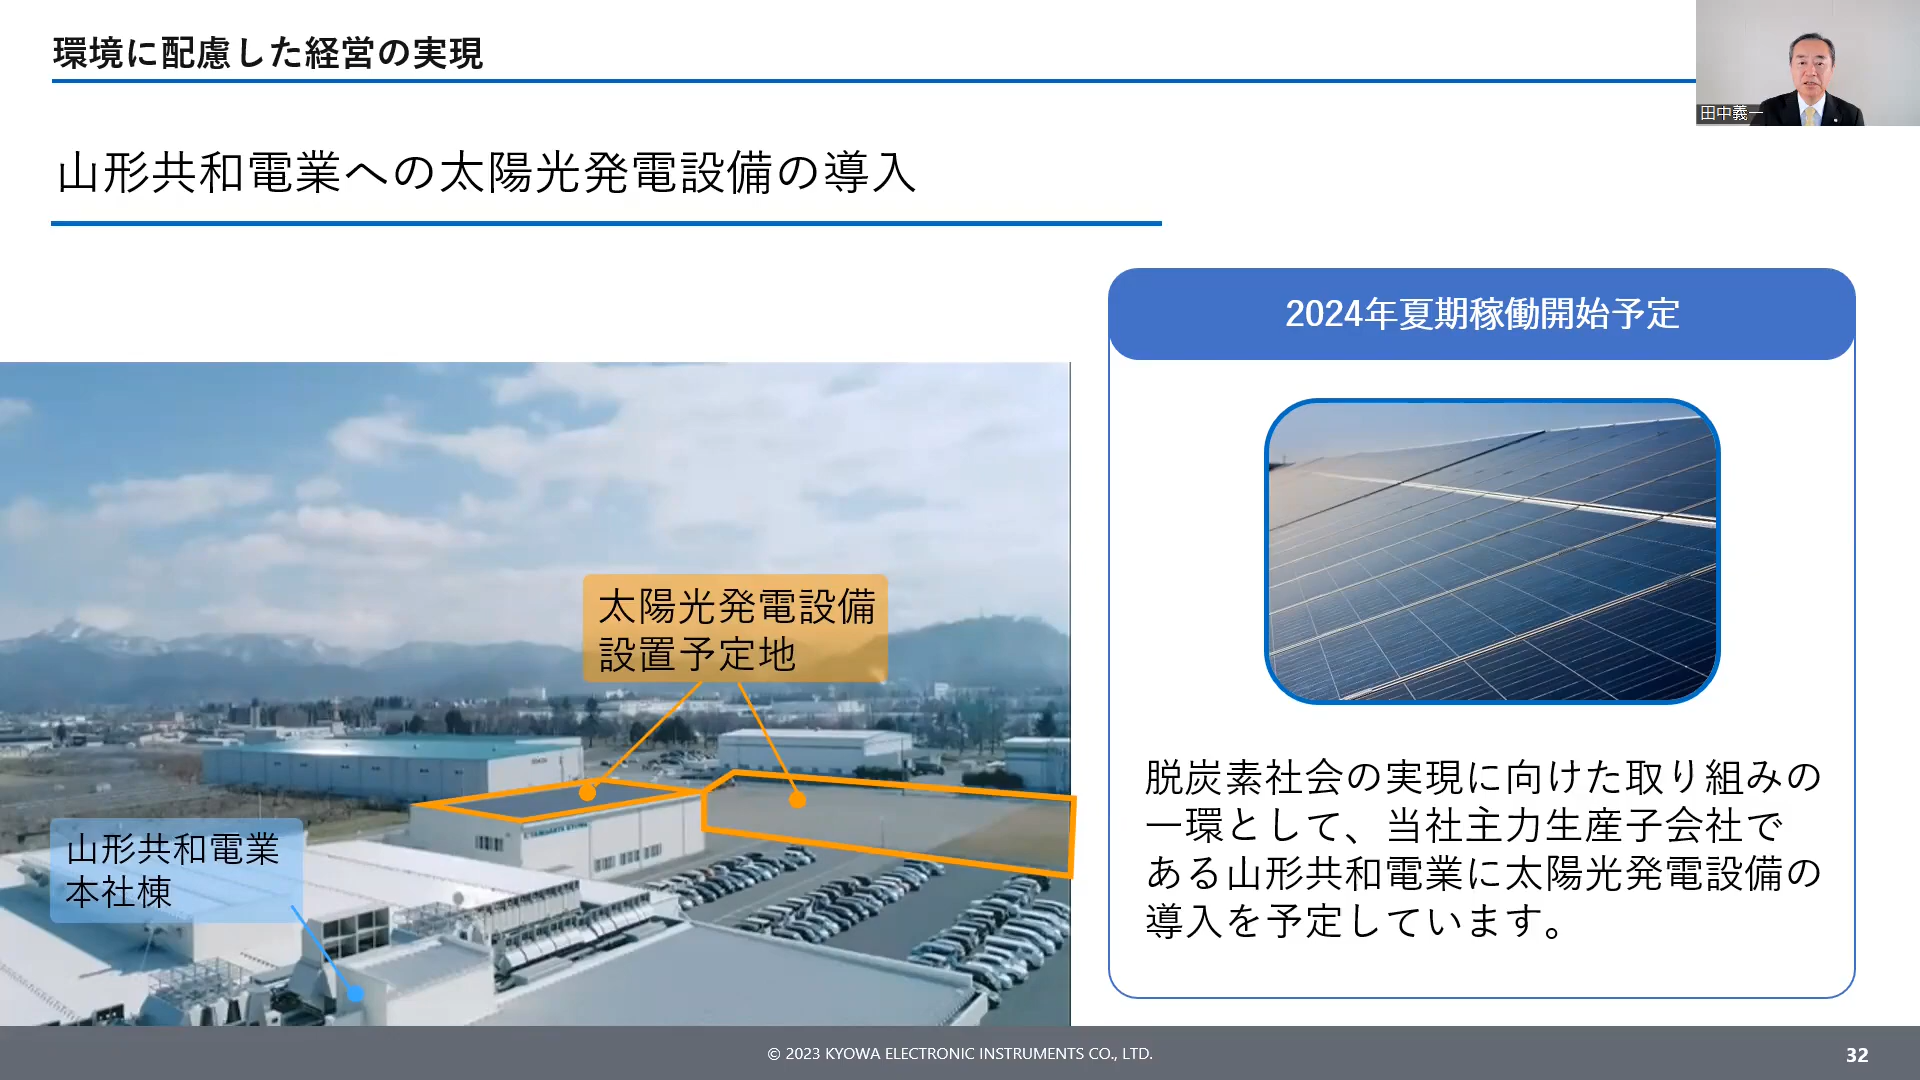 環境に配慮した経営の実現
田中義一
山形共和電業への太陽光発電設備の導入
2024年夏期稼働開始予定
太陽光発電設備
設置予定地
山形共和電業
本社棟
脱炭素社会の実現に向けた取り組みの
一環として、当社主力生産子会社で
ある山形共和電業に太陽光発電設備の
導入を予定しています。
© 2023 KYOWA ELECTRONIC INSTRUMENTS CO., LTD.
32